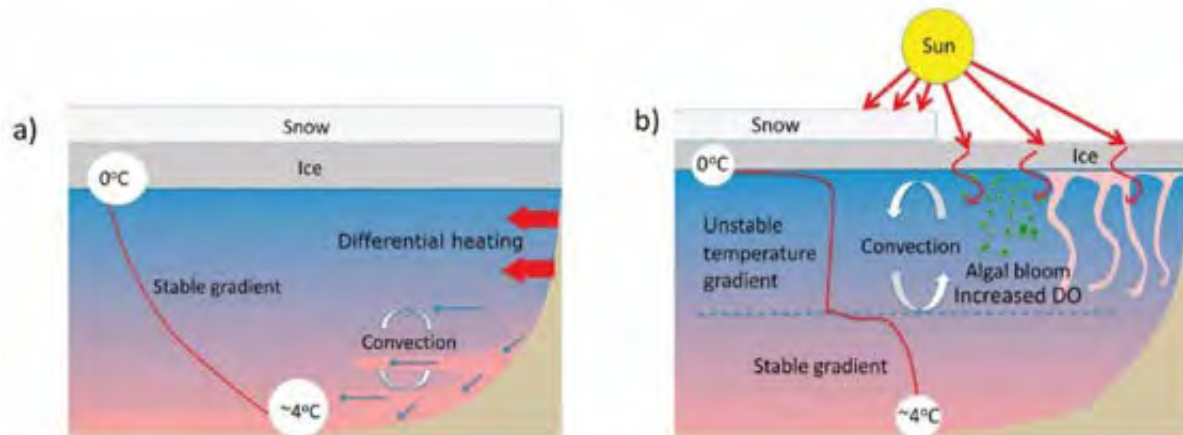 a)
Snow
Ice
0°C
Differential heating
Stable gradient
Convection
~4°C
b)
Sun
Snow
Ice
0°C
Unstable
temperature
gradient
Convection
Algal bloom
Increased DO
Stable gradient
~4°C